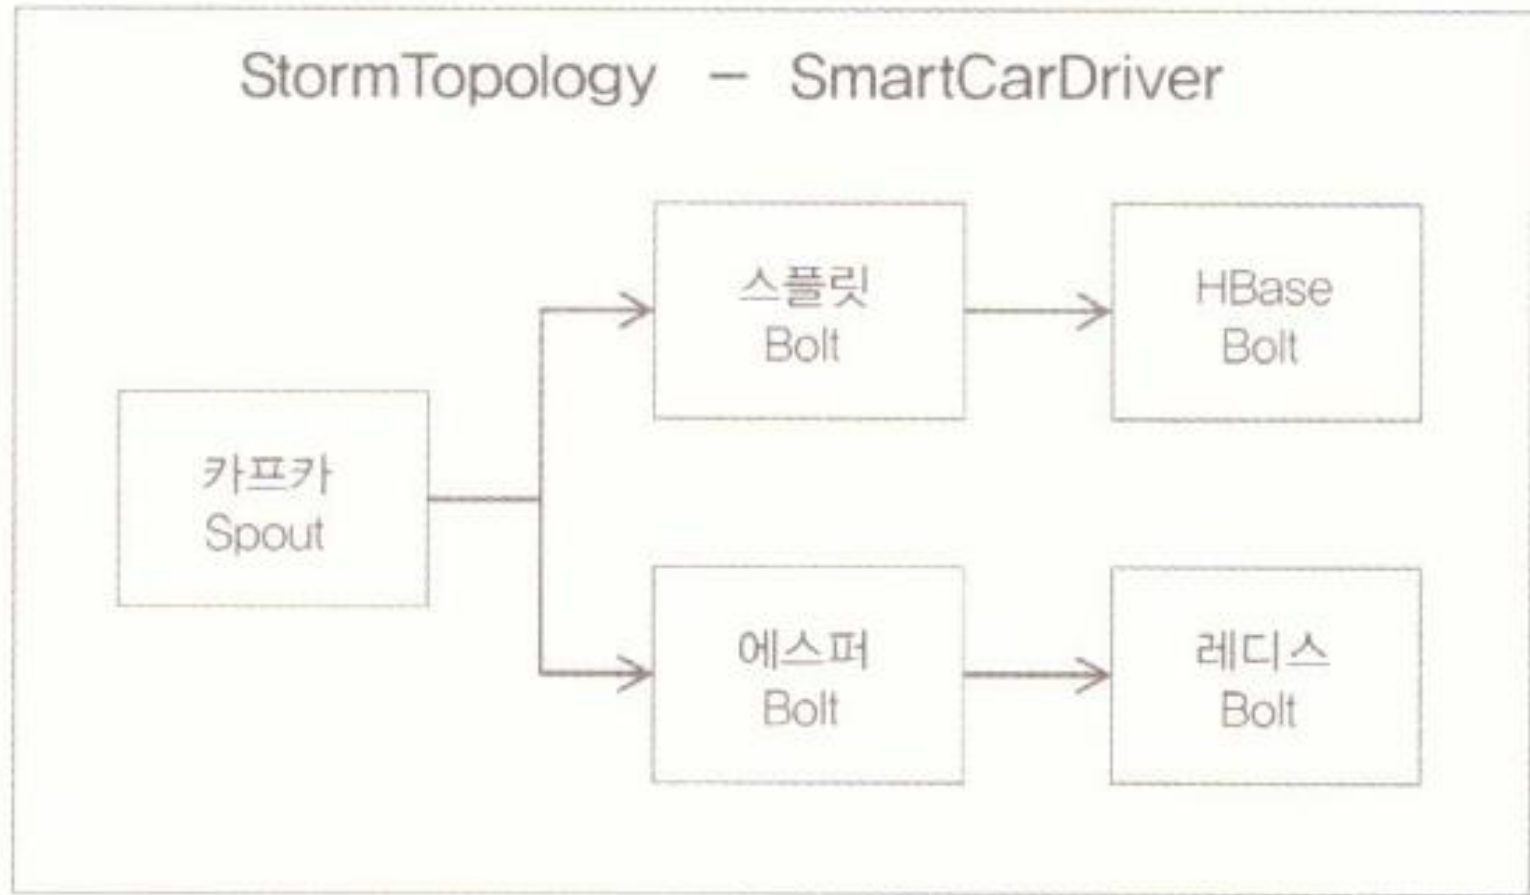 StormTopology – SmartCarDriver
카프카
Spout
스플릿
Bolt
HBase
Bolt
에스퍼
Bolt
레디스
Bolt